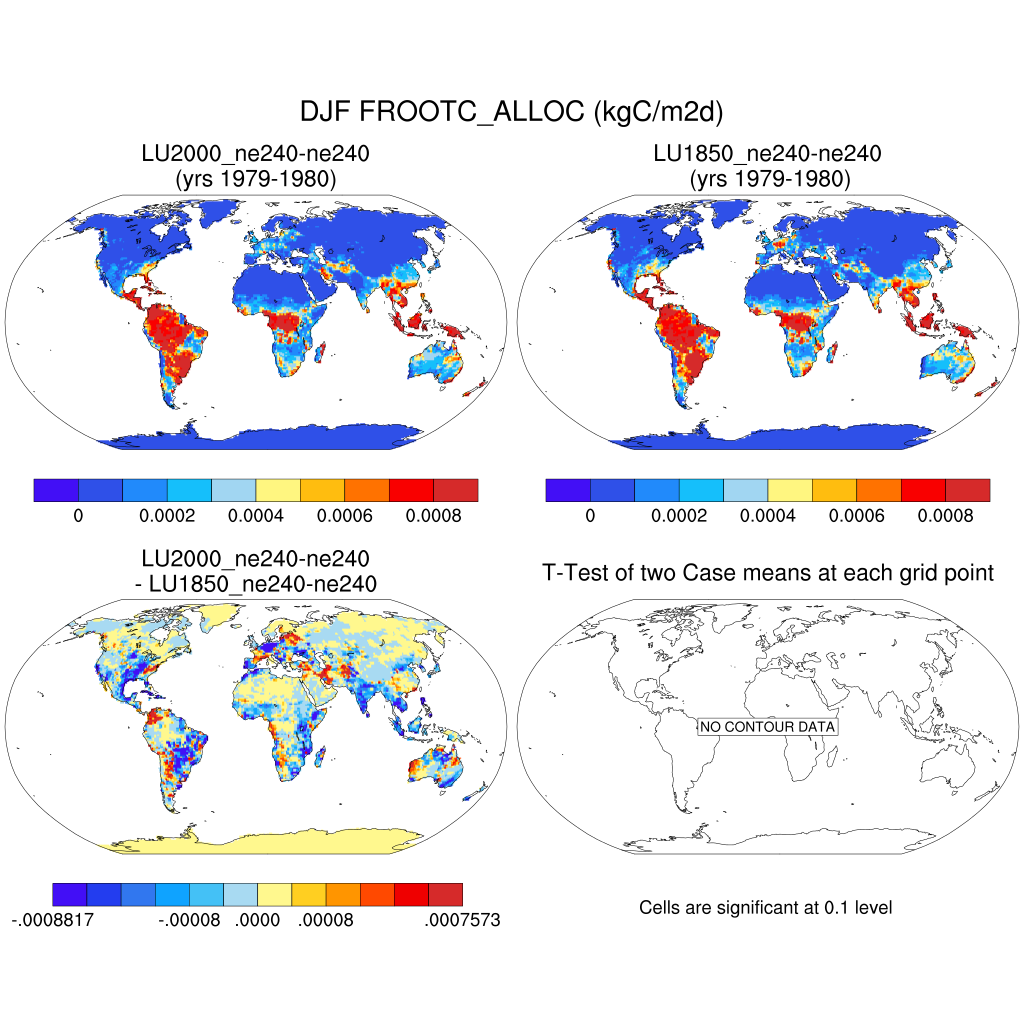 DJF FROOTC_ALLOC (kgC/m2d)
LU2000_ne240-ne240
(yrs 1979-1980)
LU1850_ne240-ne240
(yrs 1979-1980)
0 0.0002 0.0004 0.0006 0.0008
0 0.0002 0.0004 0.0006 0.0008
LU2000_ne240-ne240
- LU1850_ne240-ne240
T-Test of two Case means at each grid point
NO CONTOUR DATA
-.0008817 -.00008 .0000 .00008 .0007573
Cells are significant at 0.1 level